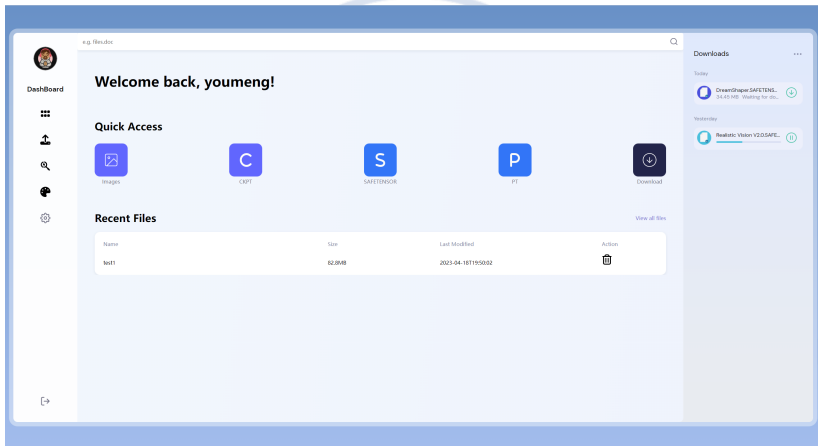 e.g. files.doc
DashBoard
Welcome back, youmeng!
Quick Access
C
S
P
Images
CKPT
SAFETENSOR
PT
Download
Recent Files
View all files
Name Size Last Modified Action
test1 82.8MB 2023-04-18T19:50:02
Downloads
Today
DreamShaper.SAFETENS...
34.45 MB Waiting for do...
Yesterday
Realistic Vision V2.0.SAFE...